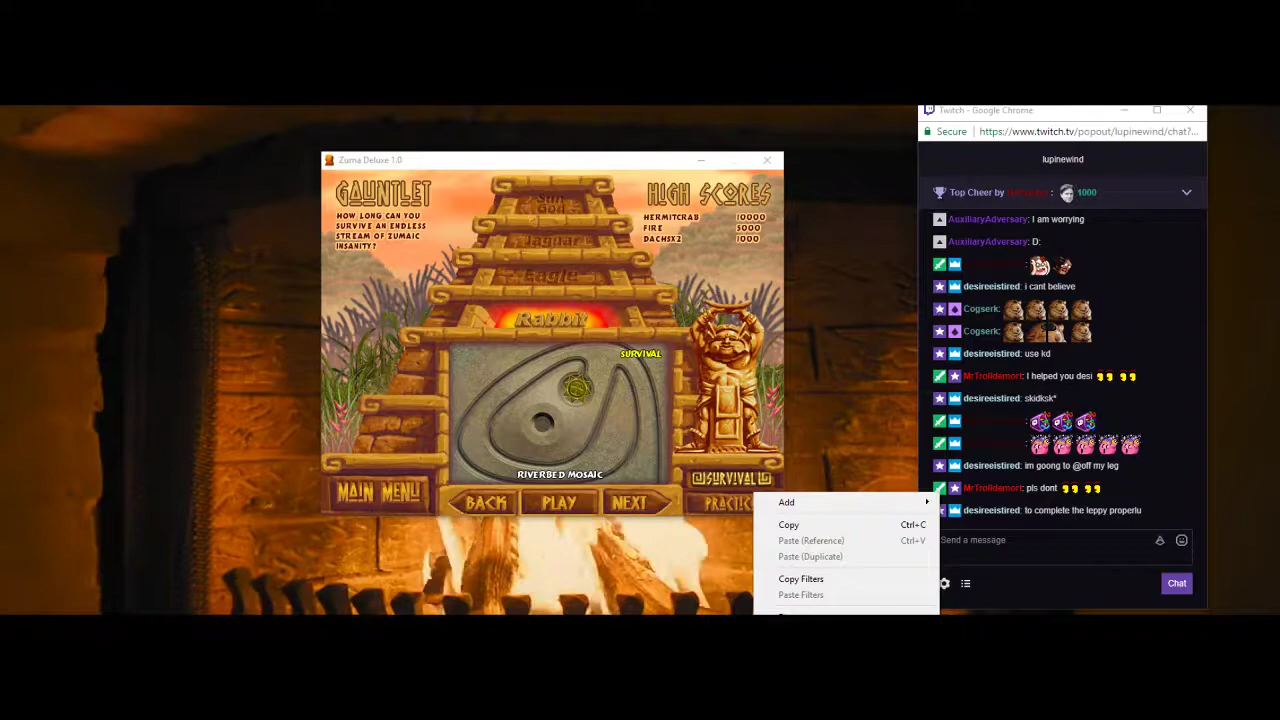 Twitch - Google Chrome
Secure | https://www.twitch.tv/popout/lupinewind/chat?...
lupinewind
Top Cheer by : 1000
AuxiliaryAdversary: I am worrying
AuxiliaryAdversary: D:
:
desireeistired: i cant believe
Cogserk:
Cogserk:
desireeistired: use kd
MrTrolldemort: I helped you desi
desireeistired: skidksk*
:
:
desireeistired: im goong to @off my leg
MrTrolldemort: pls dont
desireeistired: to complete the leppy properlu
Send a message
Chat
Zuma Deluxe 1.0
GAUNTLET
HOW LONG CAN YOU
SURVIVE AN ENDLESS
STREAM OF ZUMAIC
INSANITY?
HIGH SCORES
HERMITCRAB 10000
FIRE 5000
DACHSX2 1000
Sun
God
Jaguar
Eagle
Rabbit
SURVIVAL
RIVERBED MOSAIC
SURVIVAL
MAIN MENU
BACK
PLAY
NEXT
Add
Copy Ctrl+C
Paste (Reference) Ctrl+V
Paste (Duplicate)
Copy Filters
Paste Filters